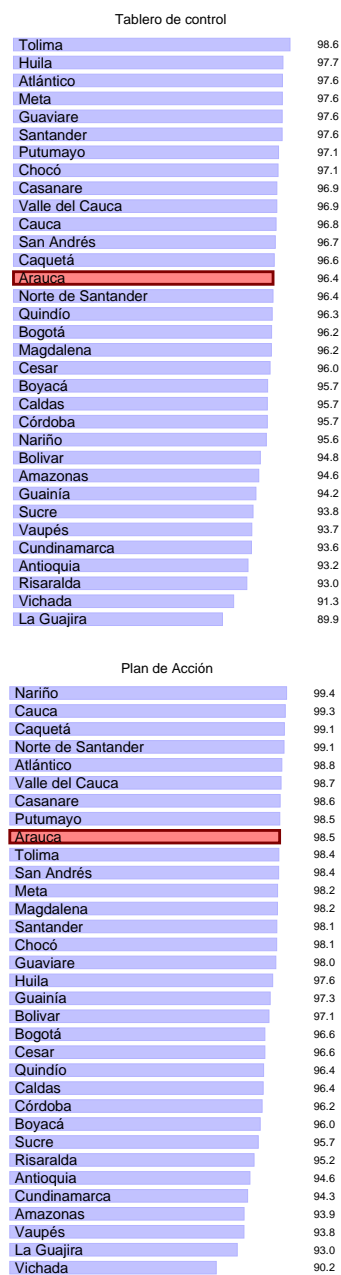 Tablero de control
Tolima 98.6
Huila 97.7
Atlántico 97.6
Meta 97.6
Guaviare 97.6
Santander 97.6
Putumayo 97.1
Chocó 97.1
Casanare 96.9
Valle del Cauca 96.9
Cauca 96.8
San Andrés 96.7
Caquetá 96.6
Arauca 96.4
Norte de Santander 96.4
Quindío 96.3
Bogotá 96.2
Magdalena 96.2
Cesar 96.0
Boyacá 95.7
Caldas 95.7
Córdoba 95.7
Nariño 95.6
Bolivar 94.8
Amazonas 94.6
Guainía 94.2
Sucre 93.8
Vaupés 93.7
Cundinamarca 93.6
Antioquia 93.2
Risaralda 93.0
Vichada 91.3
La Guajira 89.9
Plan de Acción
Nariño 99.4
Cauca 99.3
Caquetá 99.1
Norte de Santander 99.1
Atlántico 98.8
Valle del Cauca 98.7
Casanare 98.6
Putumayo 98.5
Arauca 98.5
Tolima 98.4
San Andrés 98.4
Meta 98.2
Magdalena 98.2
Santander 98.1
Chocó 98.1
Guaviare 98.0
Huila 97.6
Guainía 97.3
Bolivar 97.1
Bogotá 96.6
Cesar 96.6
Quindío 96.4
Caldas 96.4
Córdoba 96.2
Boyacá 96.0
Sucre 95.7
Risaralda 95.2
Antioquia 94.6
Cundinamarca 94.3
Amazonas 93.9
Vaupés 93.8
La Guajira 93.0
Vichada 90.2